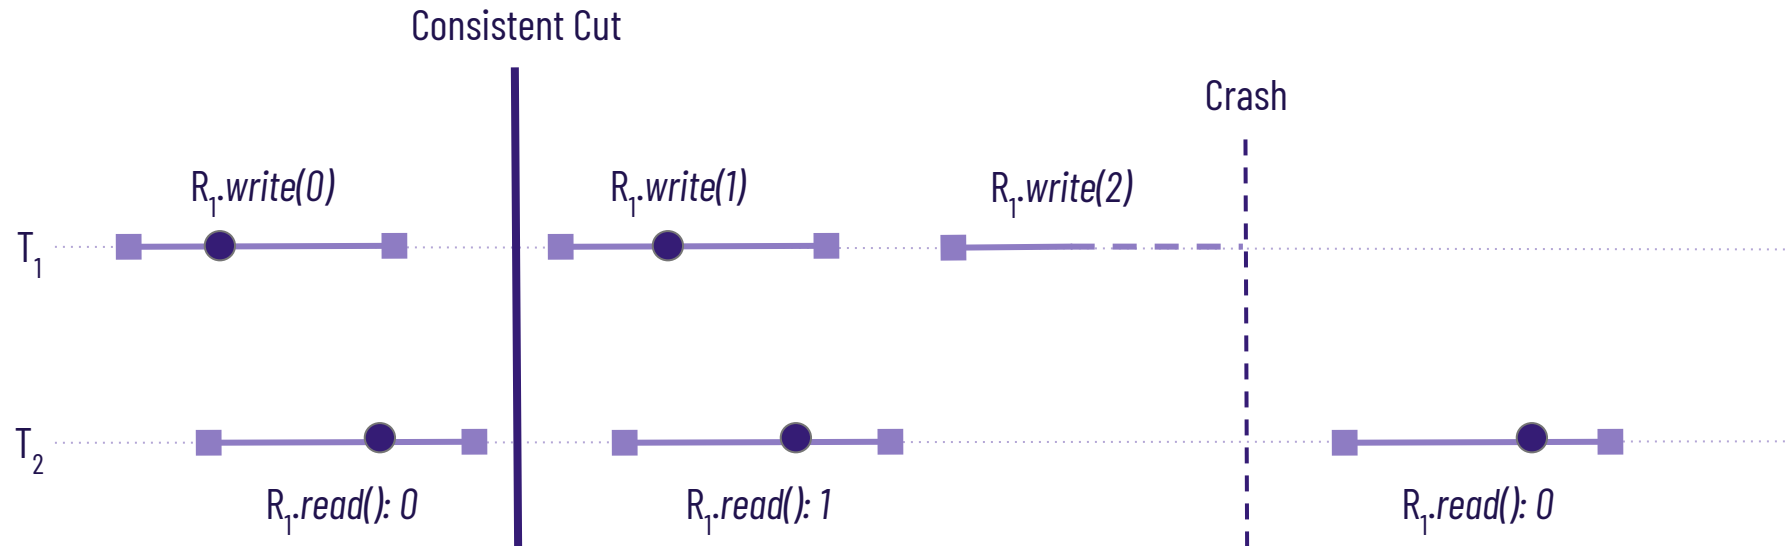 Consistent Cut
Crash
R₁.write(0)
R₁.write(1)
R₁.write(2)
T₁
T₂
R₁.read(): 0
R₁.read(): 1
R₁.read(): 0